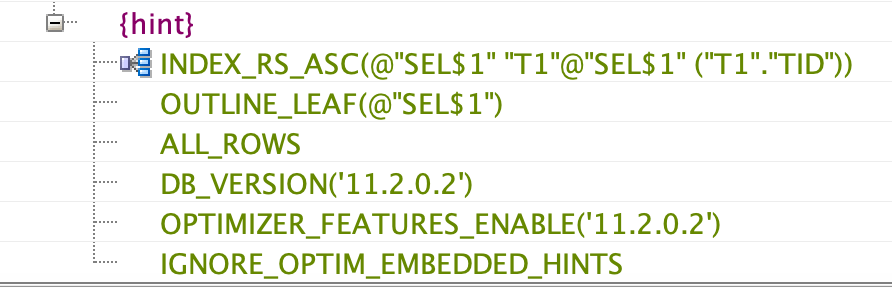 {hint}
INDEX_RS_ASC(@"SEL$1" "T1"@"SEL$1" ("T1"."TID"))
OUTLINE_LEAF(@"SEL$1")
ALL_ROWS
DB_VERSION('11.2.0.2')
OPTIMIZER_FEATURES_ENABLE('11.2.0.2')
IGNORE_OPTIM_EMBEDDED_HINTS